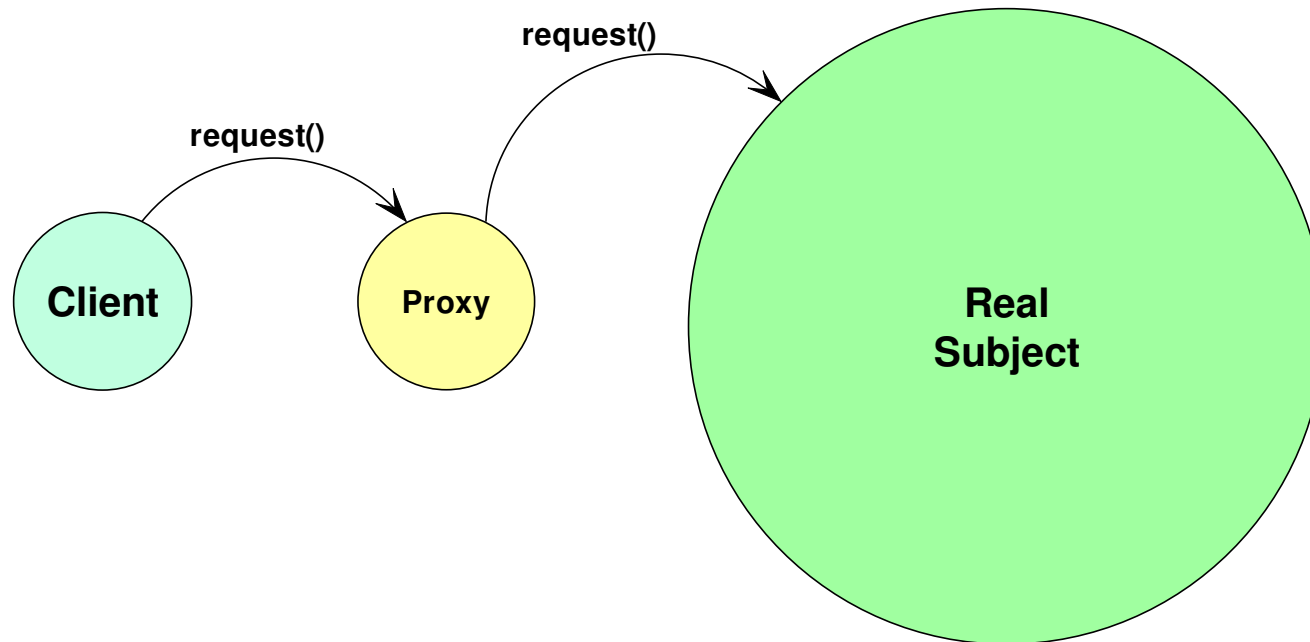 request()
request()
Client
Proxy
Real
Subject